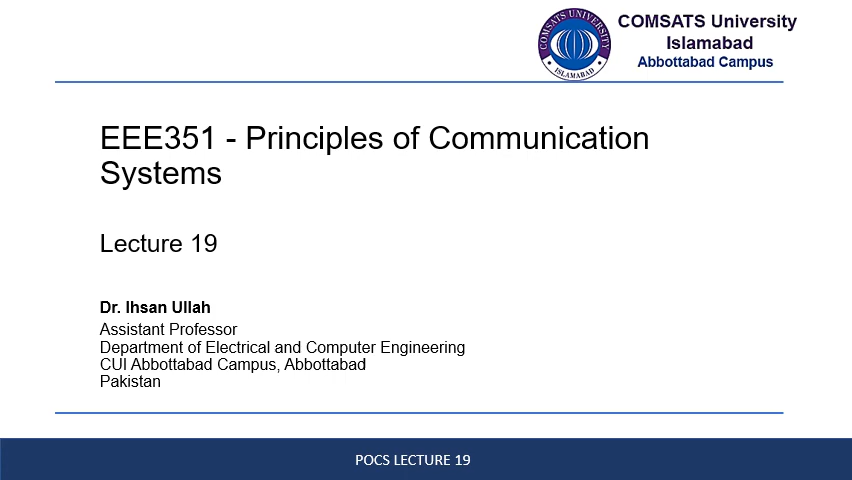 COMSATS UNIVERSITY
ISLAMABAD
COMSATS University
Islamabad
Abbottabad Campus
EEE351 - Principles of Communication
Systems
Lecture 19
Dr. Ihsan Ullah
Assistant Professor
Department of Electrical and Computer Engineering
CUI Abbottabad Campus, Abbottabad
Pakistan
POCS LECTURE 19